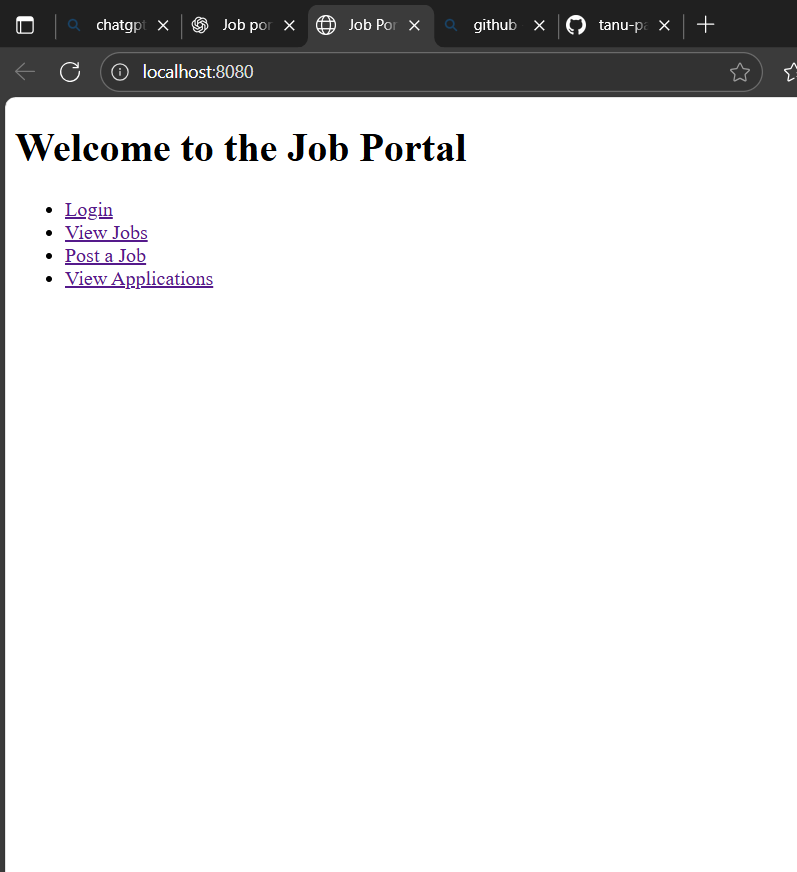 chatgpt
Job por
Job Por
github
tanu-pa
localhost:8080
Welcome to the Job Portal
Login
View Jobs
Post a Job
View Applications